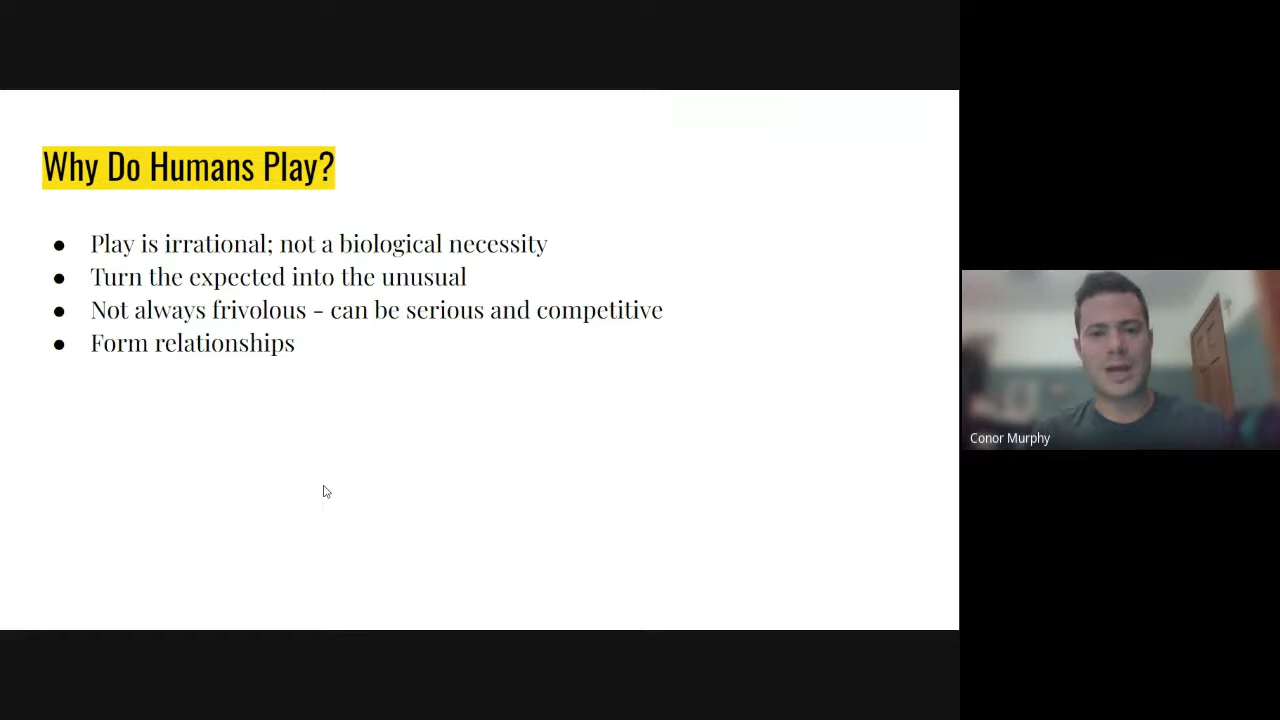 Why Do Humans Play?
● Play is irrational; not a biological necessity
● Turn the expected into the unusual
● Not always frivolous - can be serious and competitive
● Form relationships
Conor Murphy